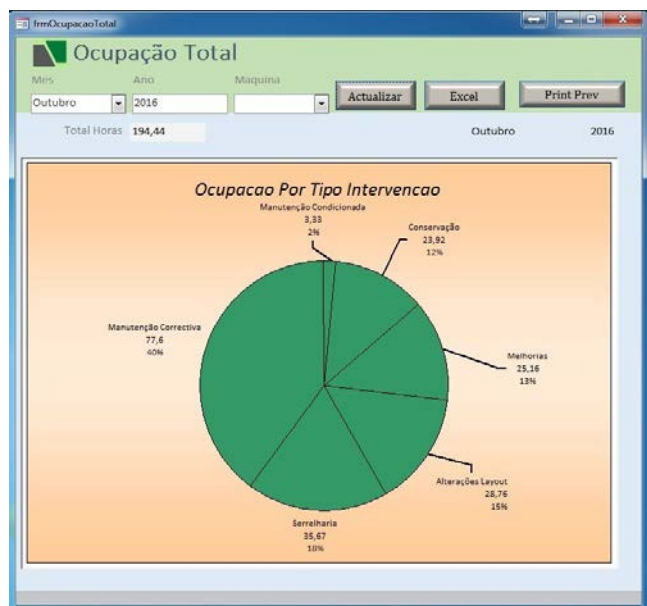 frmOcupacaoTotal
Ocupação Total
Mes Ano Maquina
Outubro 2016 Actualizar Excel Print Prev
Total Horas 194,44 Outubro 2016
Ocupacao Por Tipo Intervencao
Manutenção Condicionada
3,33
2%
Conservação
23,92
12%
Manutenção Correctiva
77,6
40%
Melhorias
25,16
13%
Alterações Layout
28,76
15%
Serrelharia
35,67
18%